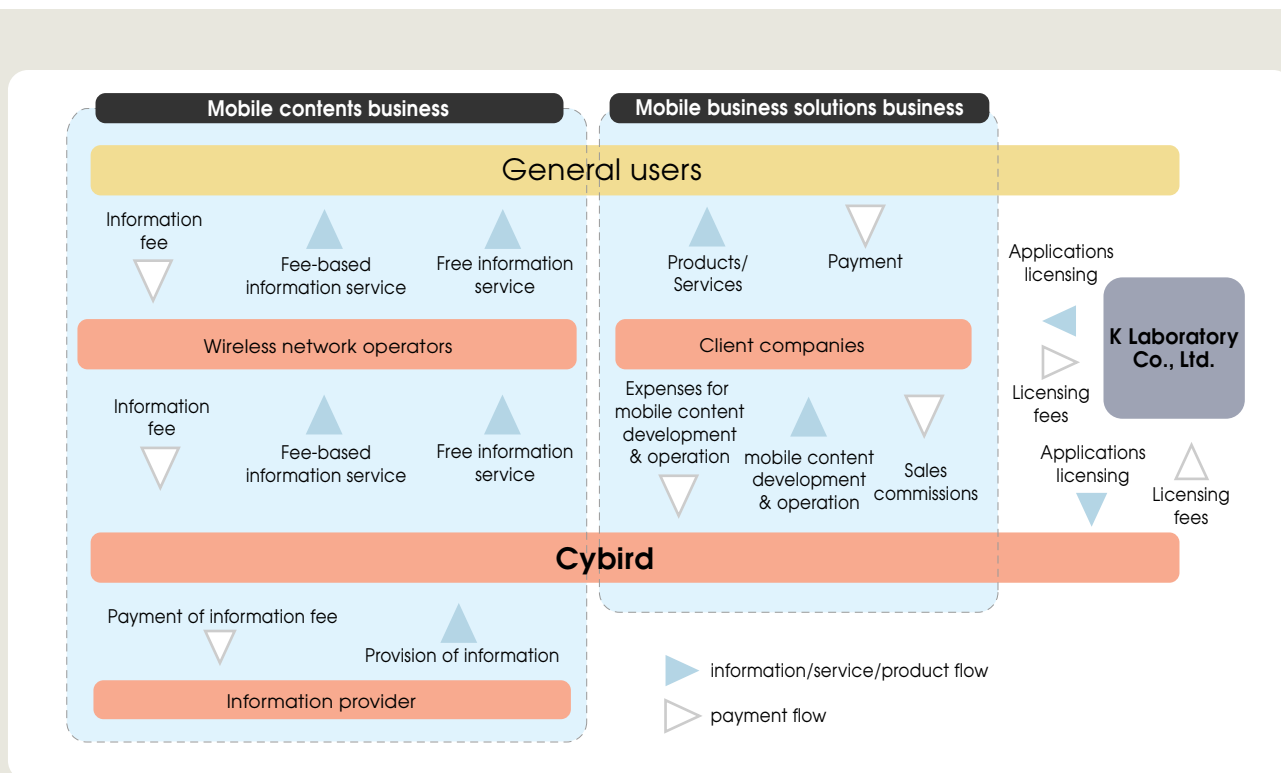 Mobile contents business
Mobile business solutions business
General users
Information
fee
Fee-based
information service
Free information
service
Products/
Services
Payment
Applications
licensing
K Laboratory
Co., Ltd.
Licensing
fees
Wireless network operators
Client companies
Information
fee
Fee-based
information service
Free information
service
Expenses for
mobile content
development
& operation
mobile content
development
& operation
Sales
commissions
Applications
licensing
Licensing
fees
Cybird
Payment of information fee
Provision of information
Information provider
information/service/product flow
payment flow